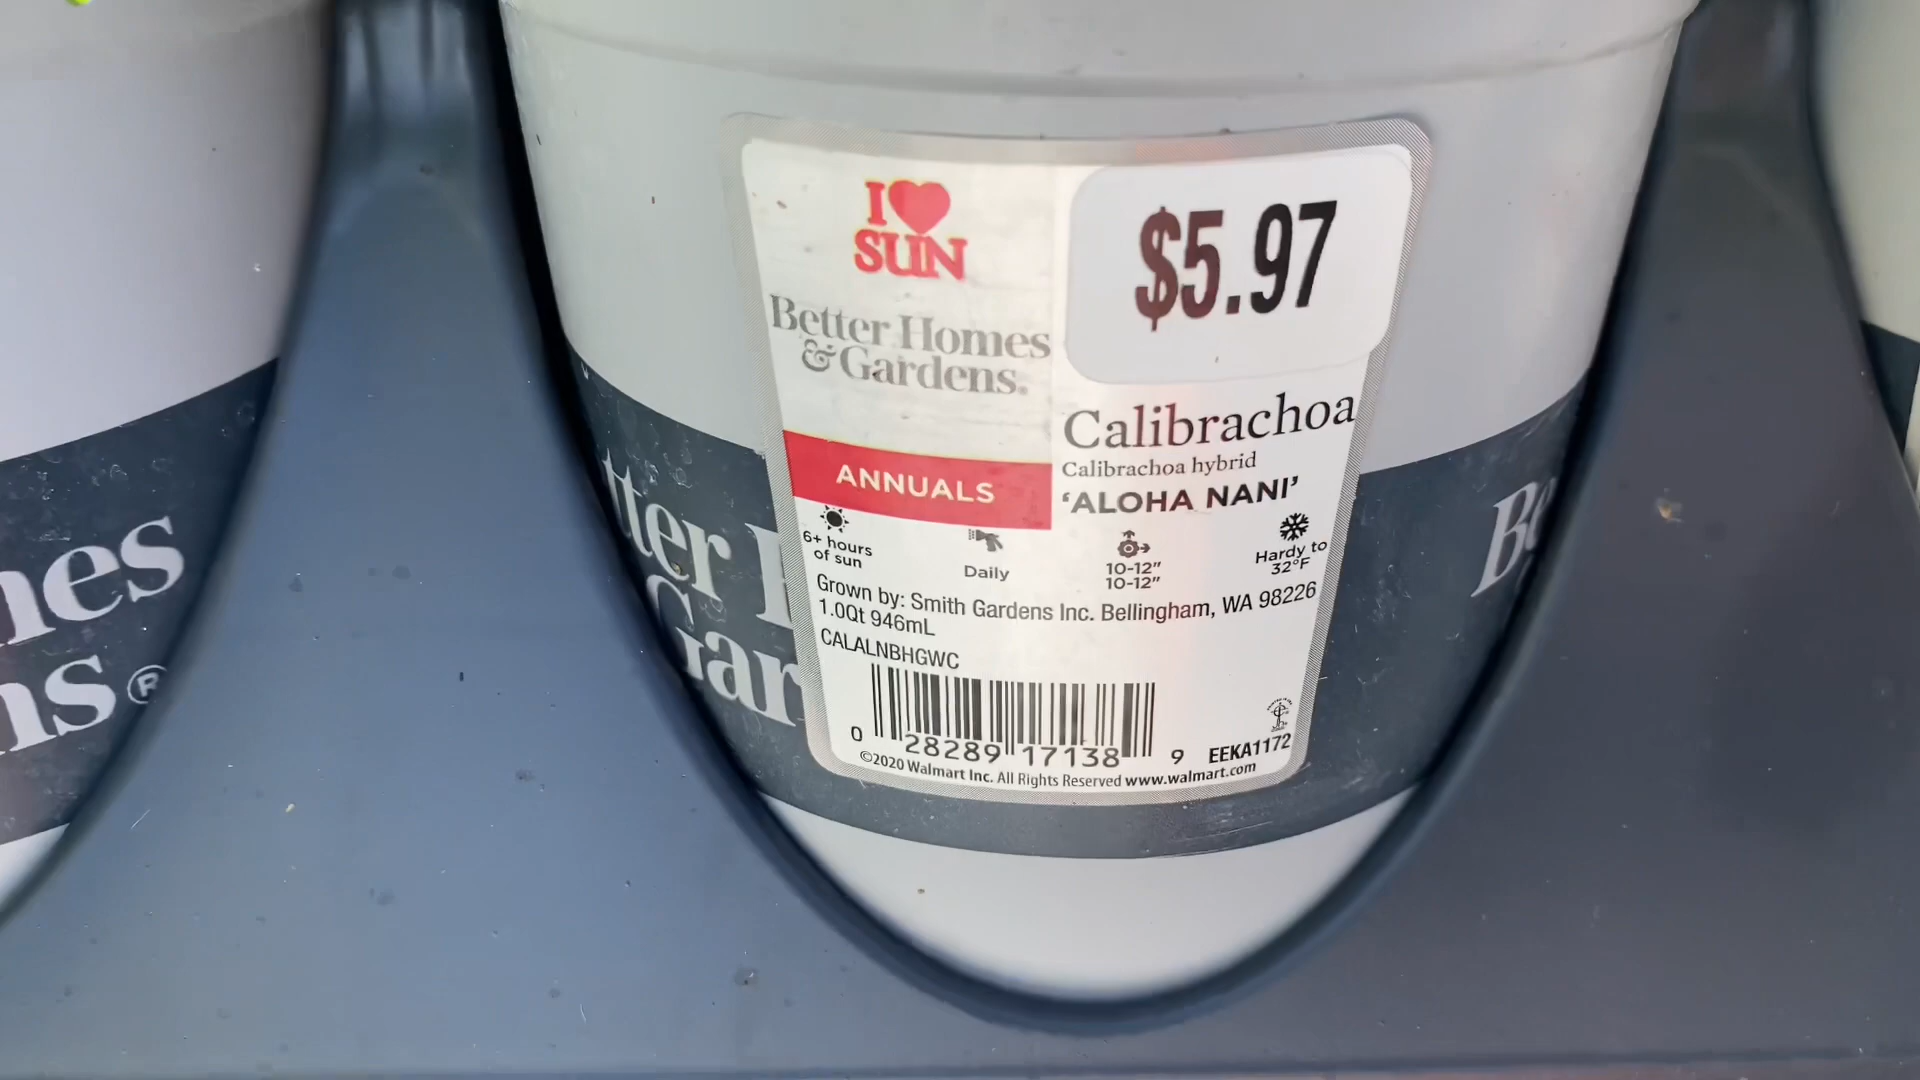 I ♥
SUN
Better Homes
& Gardens®
$5.97
ANNUALS
Calibrachoa
Calibrachoa hybrid
‘ALOHA NANI’
6+ hours
of sun
Daily
10-12"
10-12"
Hardy to
32°F
Grown by: Smith Gardens Inc. Bellingham, WA 98226
1.0Qt 946mL
CALALNBHGWC
0 28289 17138 9
EEKA1172
©2020 Walmart Inc. All Rights Reserved www.walmart.com